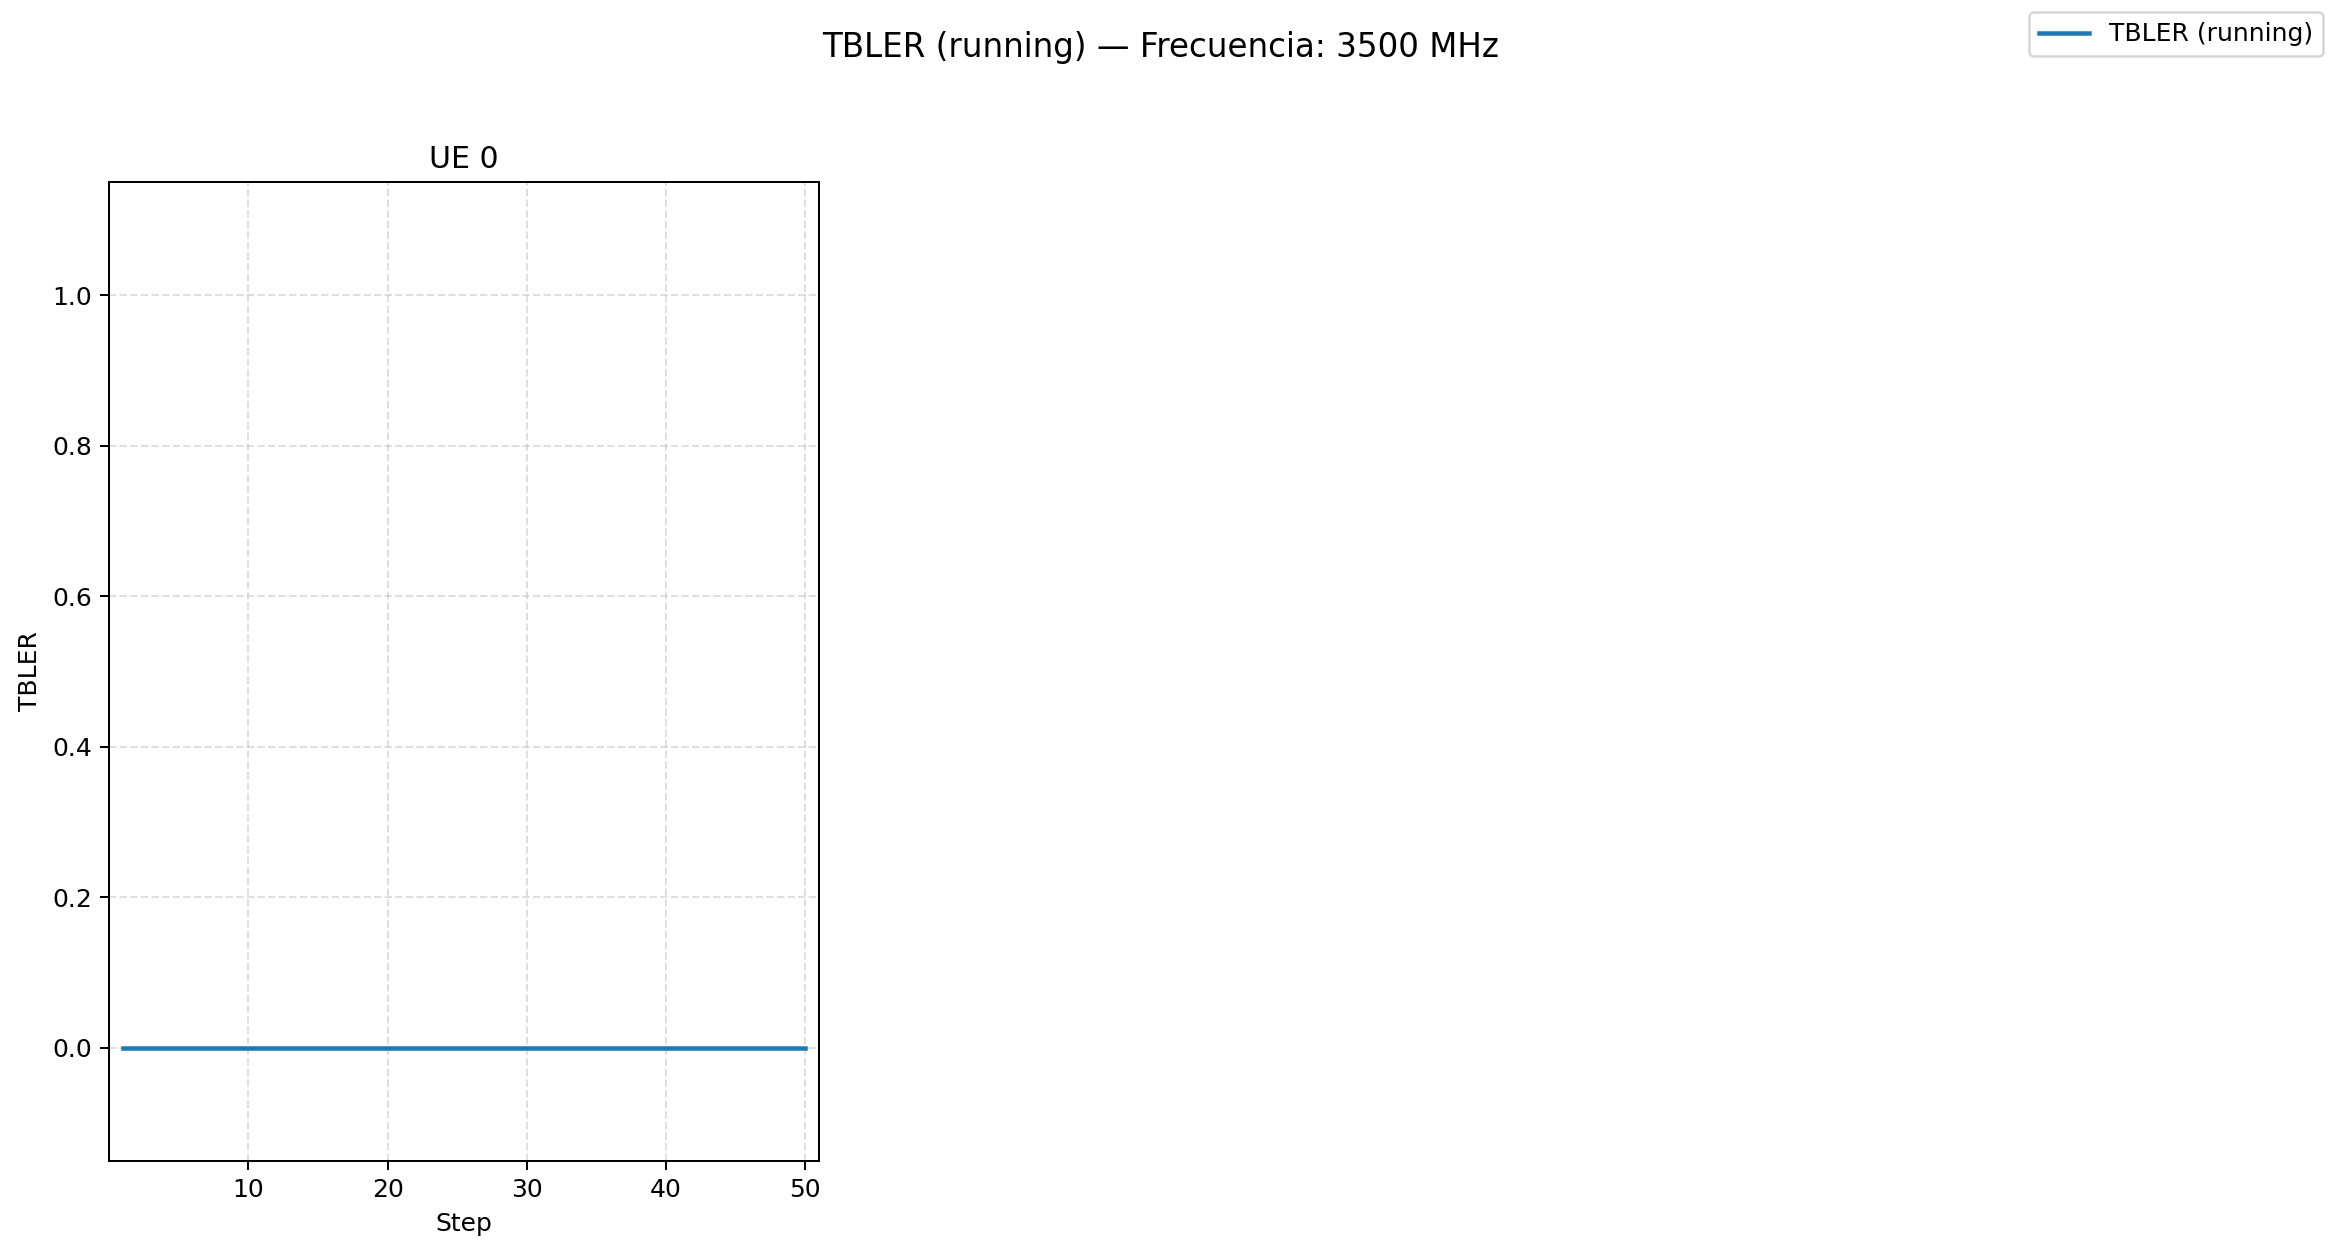 TBLER (running) — Frecuencia: 3500 MHz
TBLER (running)
UE 0
TBLER
1.0
0.8
0.6
0.4
0.2
0.0
10 20 30 40 50
Step